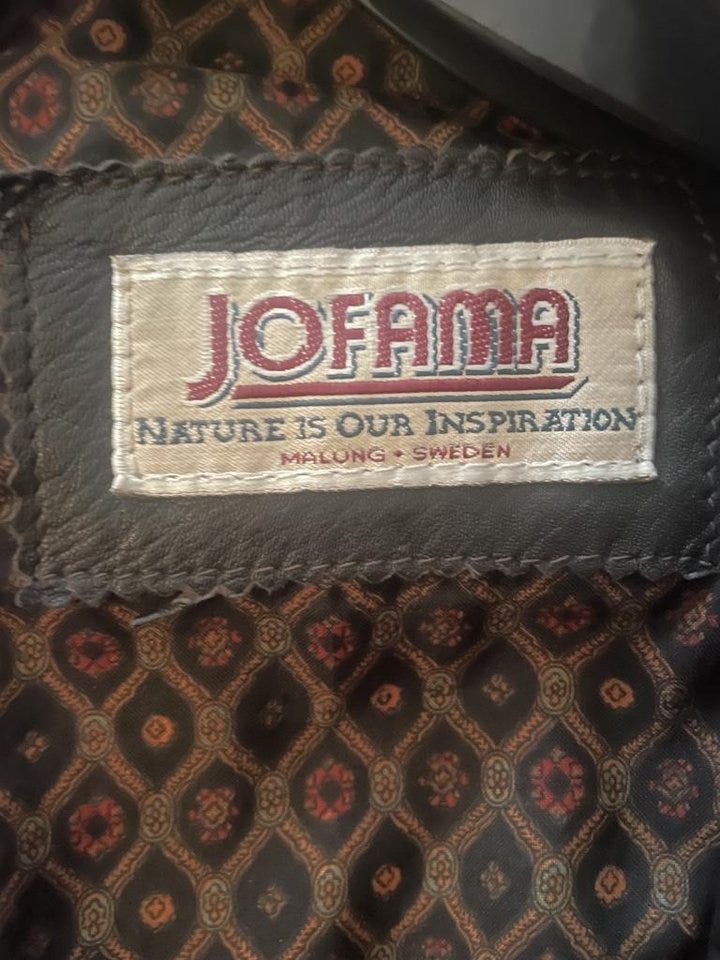 JOFAMA
NATURE IS OUR INSPIRATION
MALUNG • SWEDEN